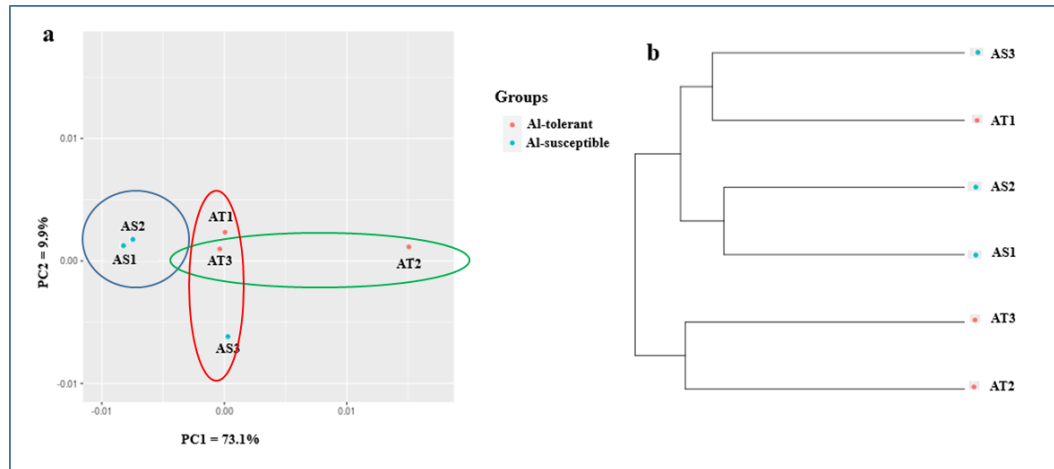 a
b
0.01
0.00
-0.01
-0.01
0.00
0.01
PC2 = 9.9%
PC1 = 73.1%
AS2
AS1
AT1
AT3
AT2
AS3
Groups
Al-tolerant
Al-susceptible
AS3
AT1
AS2
AS1
AT3
AT2